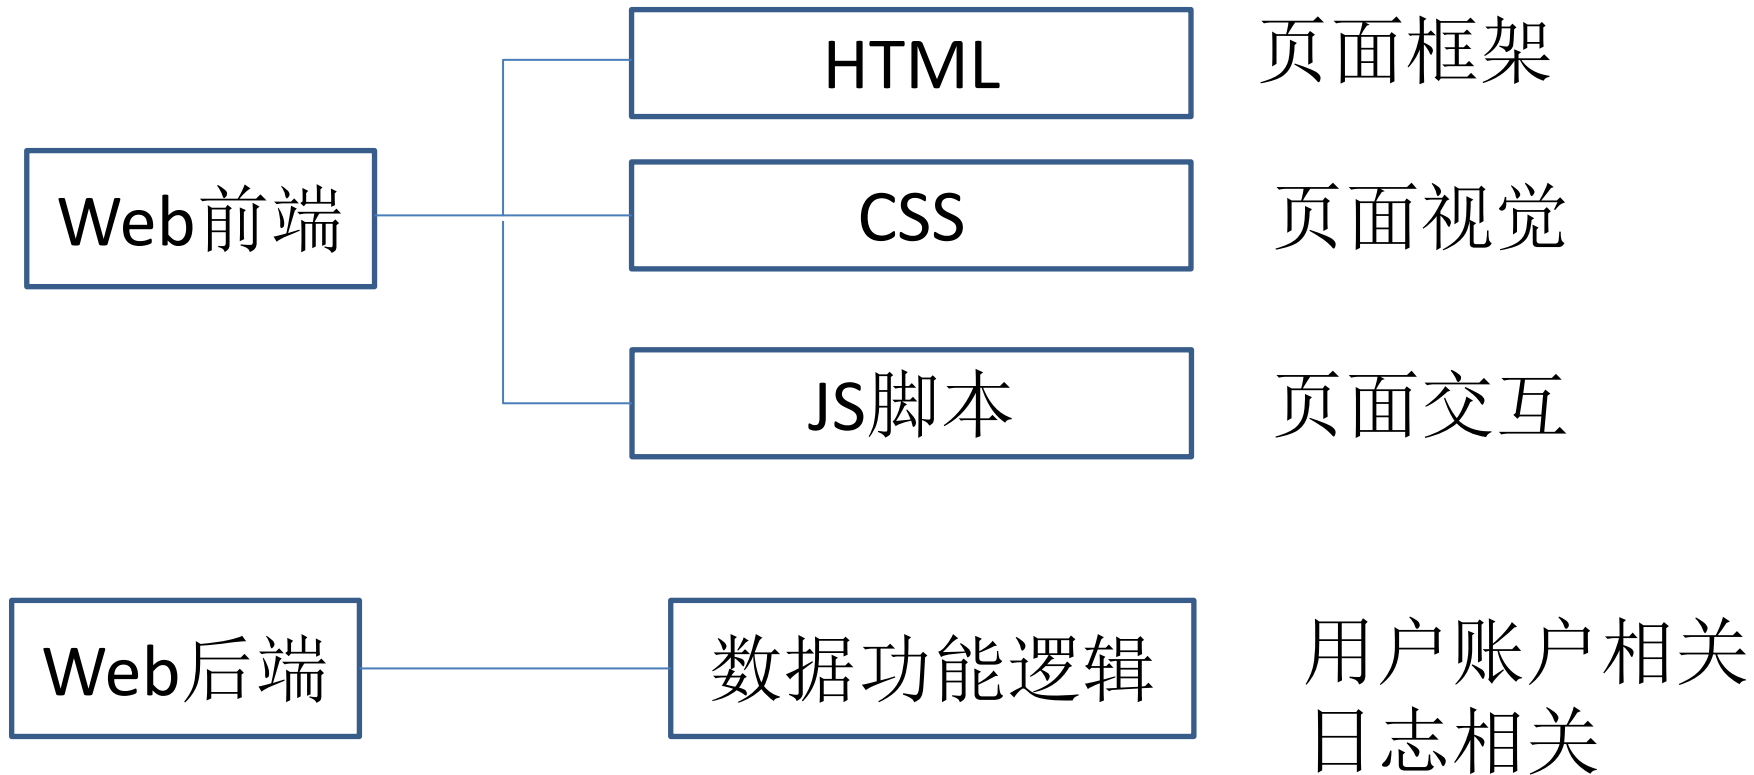 HTML
页面框架
Web前端
CSS
页面视觉
JS脚本
页面交互
Web后端
数据功能逻辑
用户账户相关
日志相关